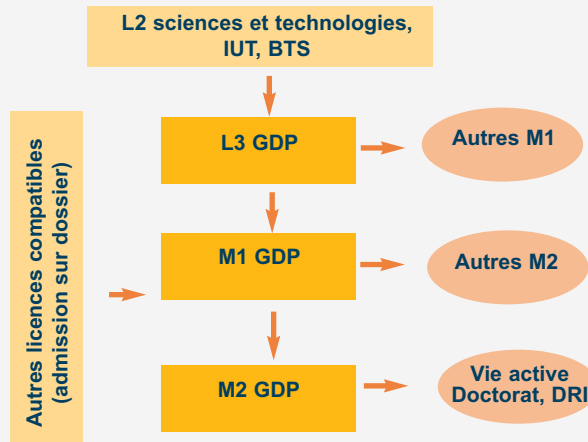 L2 sciences et technologies,
IUT, BTS
L3 GDP
Autres M1
Autres licences compatibles
(admission sur dossier)
M1 GDP
Autres M2
M2 GDP
Vie active
Doctorat, DRI